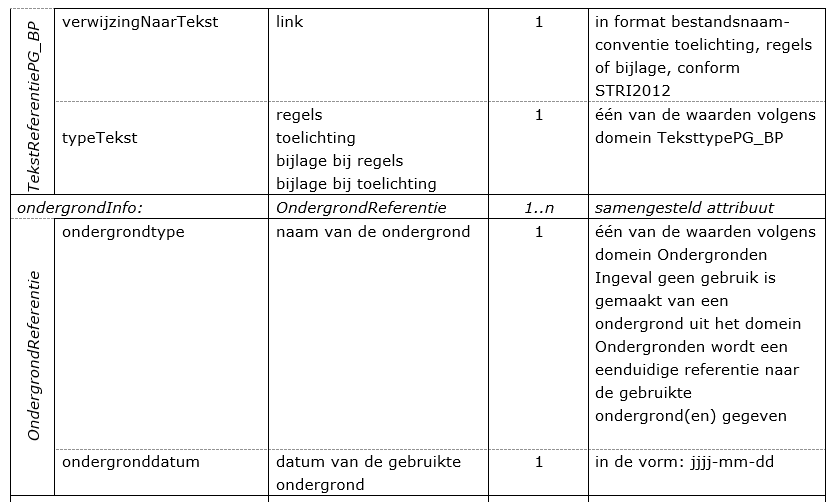 TekstReferentiePG_BP
verwijzingNaarTekst
link
1
in format bestandsnaam-
conventie toelichting, regels
of bijlage, conform
STRI2012
typeTekst
regels
toelichting
bijlage bij regels
bijlage bij toelichting
1
één van de waarden volgens
domein TeksttypePG_BP
ondergrondInfo:
OndergrondReferentie
1..n
samengesteld attribuut
OndergrondReferentie
ondergrondtype
naam van de ondergrond
1
één van de waarden volgens
domein Ondergronden
Ingeval geen gebruik is
gemaakt van een
ondergrond uit het domein
Ondergronden wordt een
eenduidige referentie naar
de gebruikte
ondergrond(en) gegeven
ondergronddatum
datum van de gebruikte
ondergrond
1
in de vorm: jjjj-mm-dd